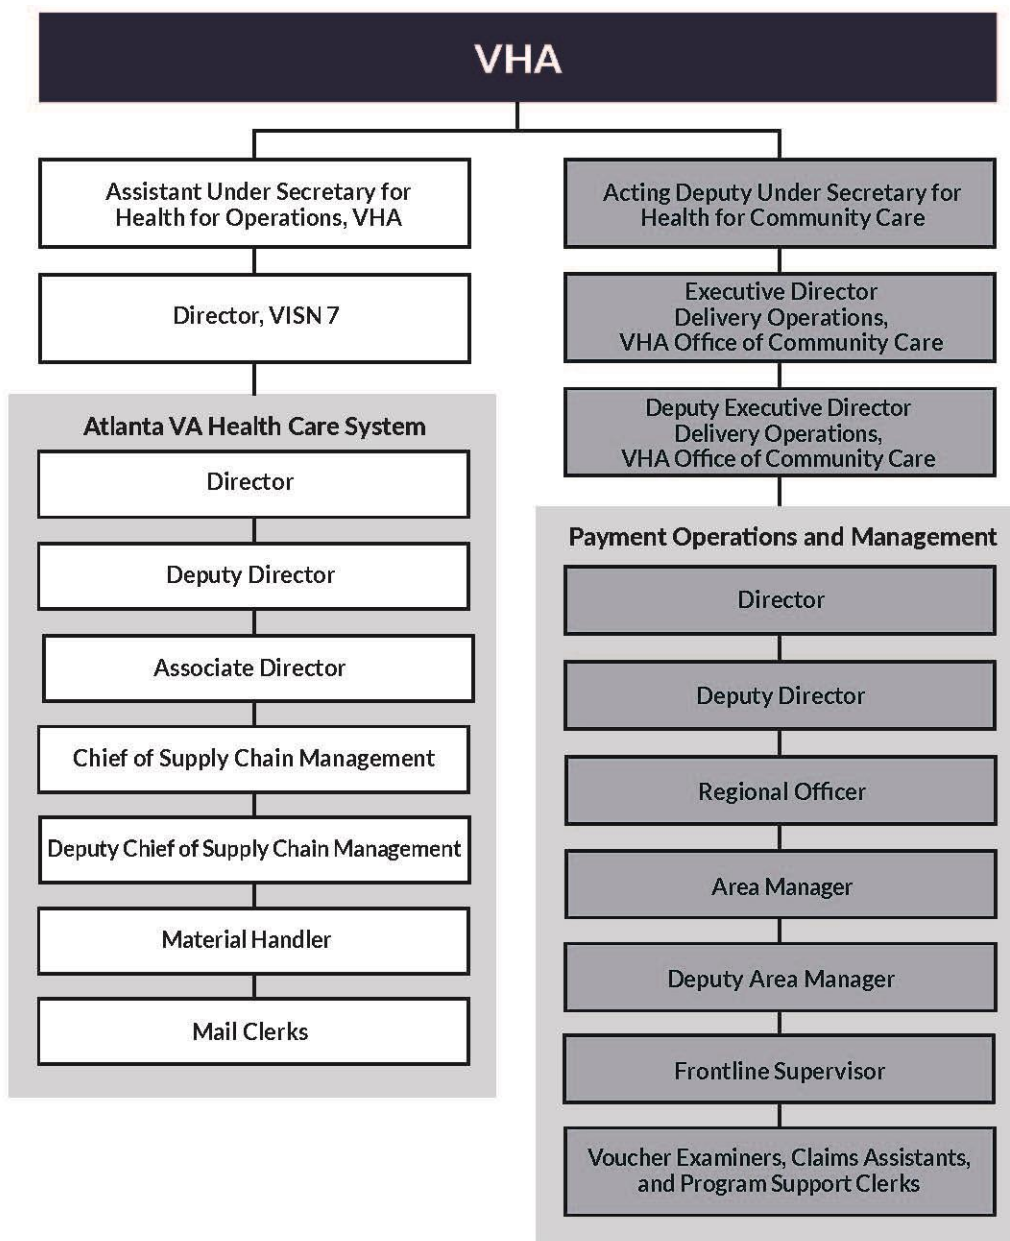 VHA
Assistant Under Secretary for
Health for Operations, VHA
Director, VISN 7
Atlanta VA Health Care System
Director
Deputy Director
Associate Director
Chief of Supply Chain Management
Deputy Chief of Supply Chain Management
Material Handler
Mail Clerks
Acting Deputy Under Secretary for
Health for Community Care
Executive Director
Delivery Operations,
VHA Office of Community Care
Deputy Executive Director
Delivery Operations,
VHA Office of Community Care
Payment Operations and Management
Director
Deputy Director
Regional Officer
Area Manager
Deputy Area Manager
Frontline Supervisor
Voucher Examiners, Claims Assistants,
and Program Support Clerks